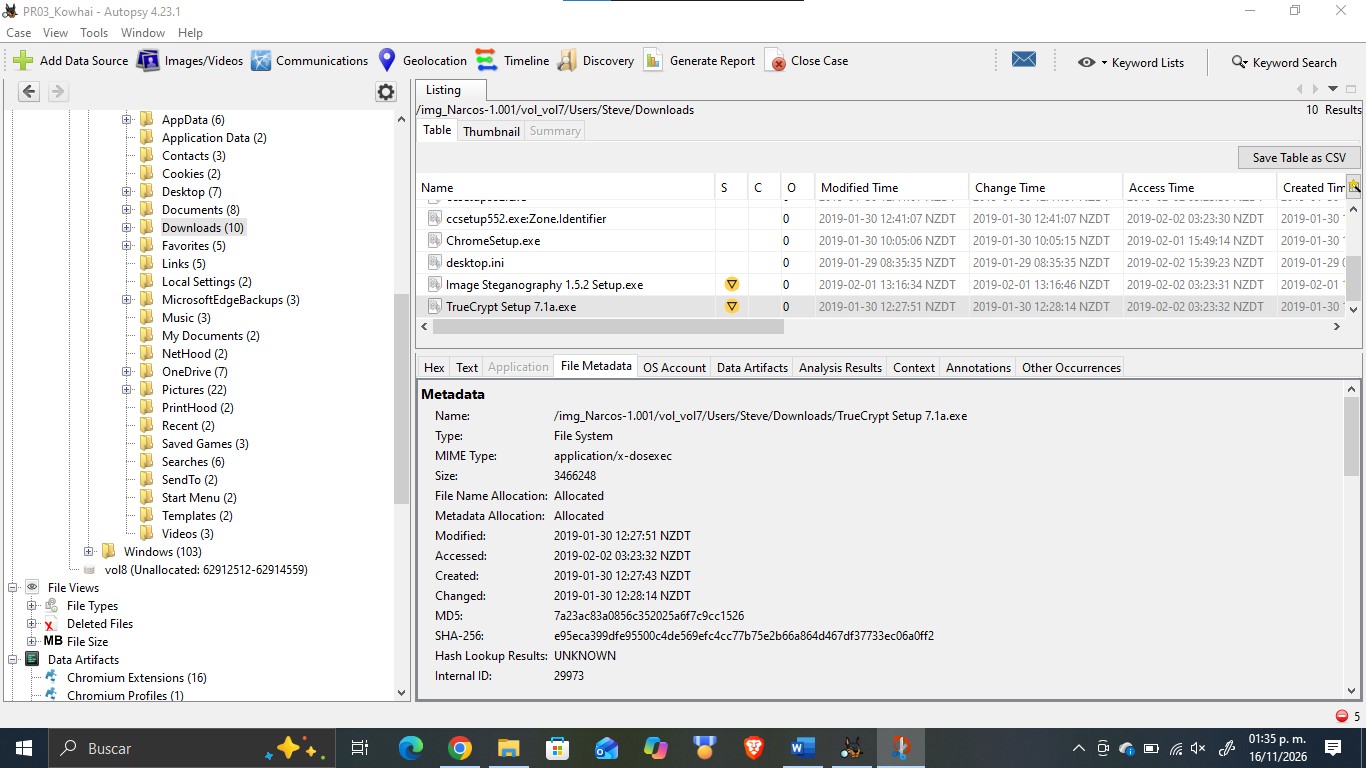 PR03_Kowhai - Autopsy 4.23.1
Case View Tools Window Help
Add Data Source Images/Videos Communications Geolocation Timeline Discovery Generate Report Close Case Keyword Lists Keyword Search
Listing
/img_Narcos-1.001/vol_vol7/Users/Steve/Downloads 10 Results
Table Thumbnail Summary
Save Table as CSV
Name S C O Modified Time Change Time Access Time Created Tim
ccsetup552.exe:Zone.Identifier 0 2019-01-30 12:41:07 NZDT 2019-01-30 12:41:07 NZDT 2019-02-02 03:23:30 NZDT 2019-01-30
ChromeSetup.exe 0 2019-01-30 10:05:06 NZDT 2019-01-30 10:05:15 NZDT 2019-02-01 15:49:14 NZDT 2019-01-30
desktop.ini 0 2019-01-29 08:35:35 NZDT 2019-01-29 08:35:35 NZDT 2019-02-02 15:39:23 NZDT 2019-01-29 0
Image Steganography 1.5.2 Setup.exe 0 2019-02-01 13:16:34 NZDT 2019-02-01 13:16:46 NZDT 2019-02-02 03:23:31 NZDT 2019-02-01
TrueCrypt Setup 7.1a.exe 0 2019-01-30 12:27:51 NZDT 2019-01-30 12:28:14 NZDT 2019-02-02 03:23:32 NZDT 2019-01-30
AppData (6)
Application Data (2)
Contacts (3)
Cookies (2)
Desktop (7)
Documents (8)
Downloads (10)
Favorites (5)
Links (5)
Local Settings (2)
MicrosoftEdgeBackups (3)
Music (3)
My Documents (2)
NetHood (2)
OneDrive (7)
Pictures (22)
PrintHood (2)
Recent (2)
Saved Games (3)
Searches (6)
SendTo (2)
Start Menu (2)
Templates (2)
Videos (3)
Windows (103)
vol8 (Unallocated: 62912512-62914559)
File Views
File Types
Deleted Files
MB File Size
Data Artifacts
Chromium Extensions (16)
Chromium Profiles (1)
Hex Text Application File Metadata OS Account Data Artifacts Analysis Results Context Annotations Other Occurrences
Metadata
Name: /img_Narcos-1.001/vol_vol7/Users/Steve/Downloads/TrueCrypt Setup 7.1a.exe
Type: File System
MIME Type: application/x-dosexec
Size: 3466248
File Name Allocation: Allocated
Metadata Allocation: Allocated
Modified: 2019-01-30 12:27:51 NZDT
Accessed: 2019-02-02 03:23:32 NZDT
Created: 2019-01-30 12:27:43 NZDT
Changed: 2019-01-30 12:28:14 NZDT
MD5: 7a23ac83a0856c352025a6f7c9cc1526
SHA-256: e95eca399dfe95500c4de569efc4cc77b75e2b66a864d467df37733ec06a0ff2
Hash Lookup Results: UNKNOWN
Internal ID: 29973
5
Buscar
01:35 p. m.
16/11/2026